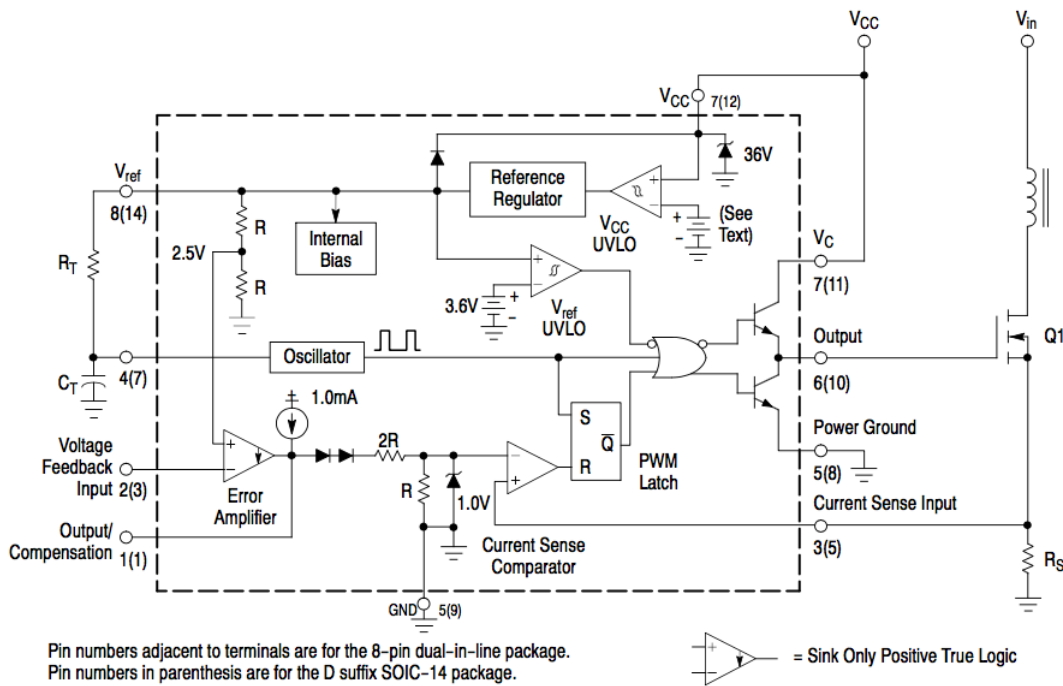 VCC
Vin
VCC 7(12)
36V
Vref
8(14)
Reference
Regulator
+
-
+
-
(See
Text)
VCC
UVLO
R
Internal
Bias
VC
7(11)
2.5V
RT
R
+
-
3.6V
+
-
Vref
UVLO
Output
Q1
Oscillator
4(7)
6(10)
CT
1.0mA
S
Q
R
Power Ground
Voltage
Feedback
Input 2(3)
+
-
2R
-
+
PWM
Latch
5(8)
R
1.0V
Error
Amplifier
Current Sense Input
Output/
Compensation 1(1)
Current Sense
Comparator
3(5)
RS
GND 5(9)
Pin numbers adjacent to terminals are for the 8-pin dual-in-line package.
Pin numbers in parenthesis are for the D suffix SOIC-14 package.
+
-
= Sink Only Positive True Logic